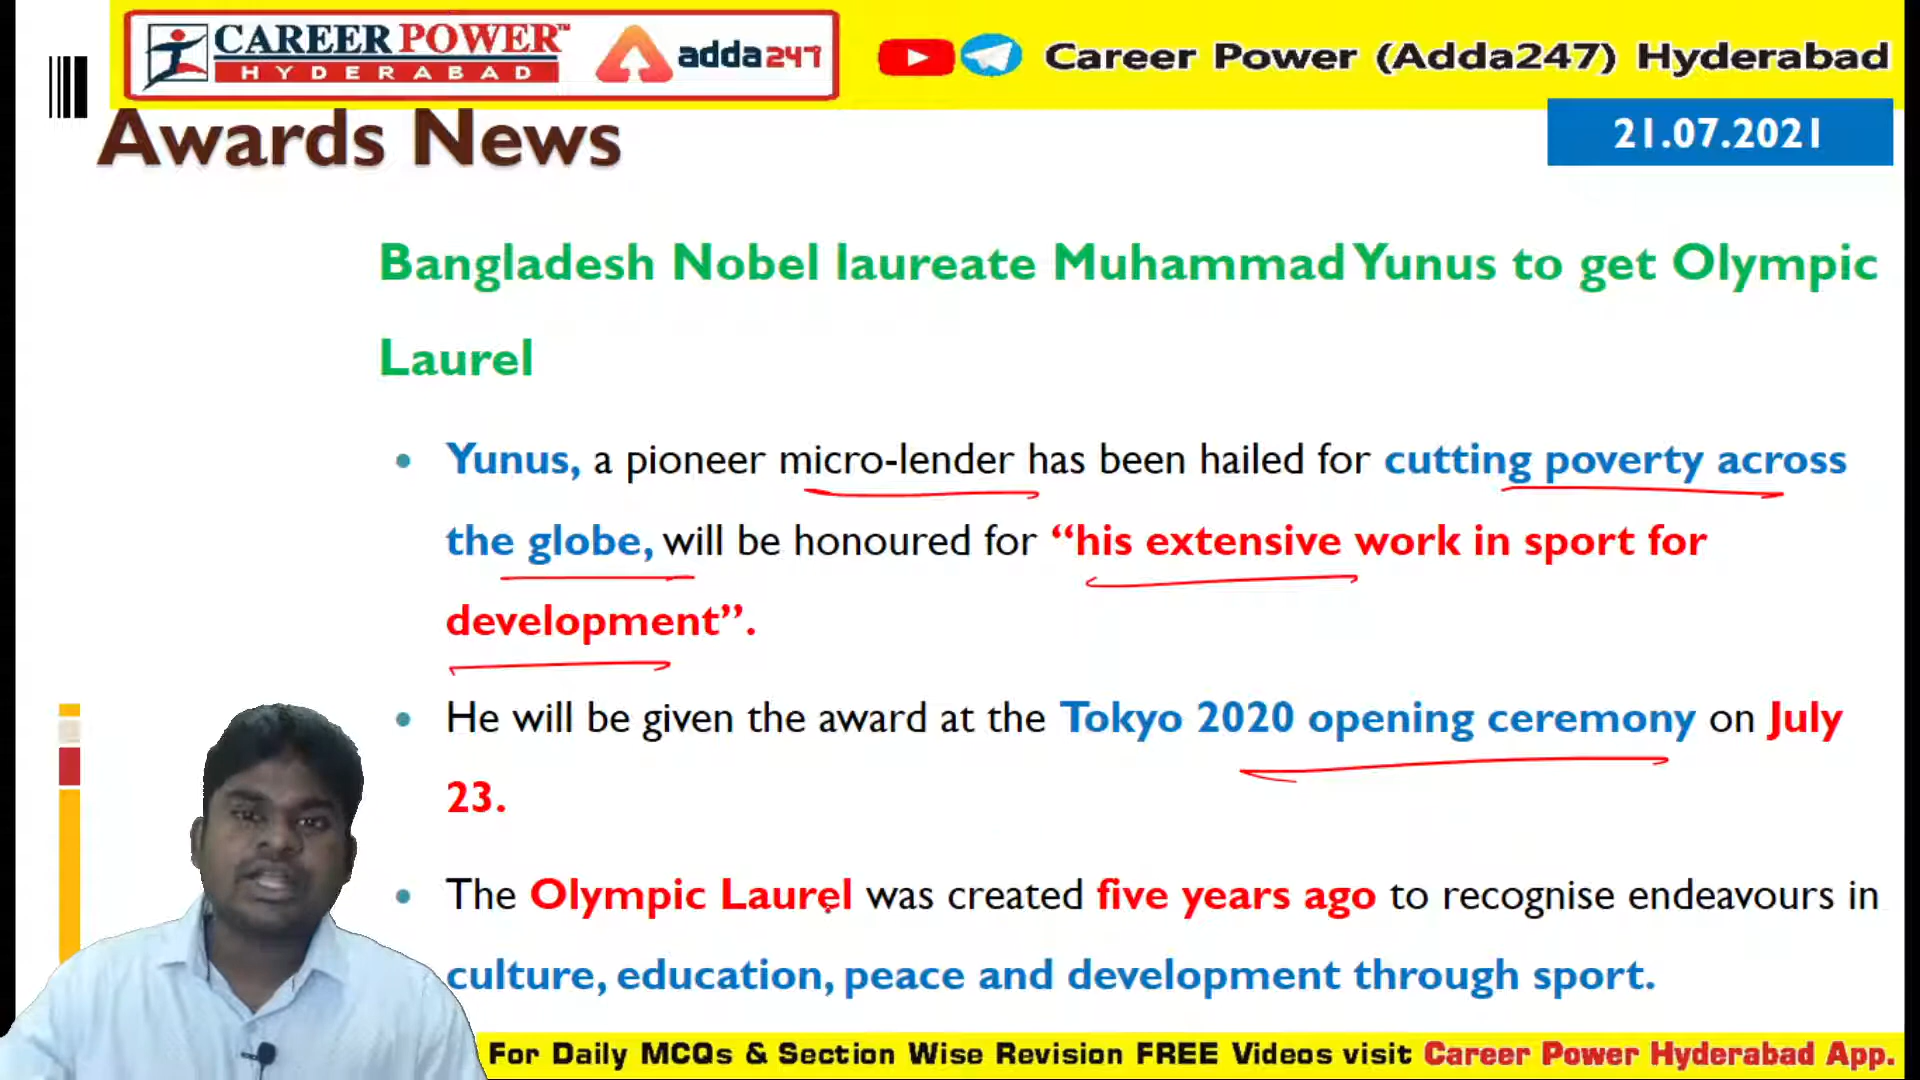 CAREER POWER™
HYDERABAD
adda247
Career Power (Adda247) Hyderabad
Awards News
21.07.2021
Bangladesh Nobel laureate Muhammad Yunus to get Olympic
Laurel
• Yunus, a pioneer micro-lender has been hailed for cutting poverty across
the globe, will be honoured for “his extensive work in sport for
development”.
• He will be given the award at the Tokyo 2020 opening ceremony on July
23.
• The Olympic Laurel was created five years ago to recognise endeavours in
culture, education, peace and development through sport.
For Daily MCQs & Section Wise Revision FREE Videos visit Career Power Hyderabad App.